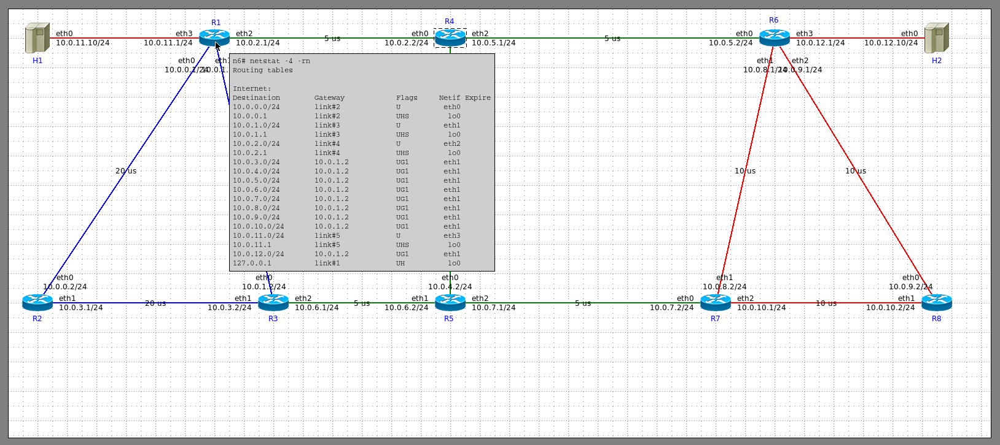 R1
R4
R6
eth0
eth3
eth2
eth0
eth2
eth0
eth3
eth0
10.0.11.10/24
10.0.11.1/24
10.0.2.1/24
5 us
10.0.2.2/24
10.0.5.1/24
5 us
10.0.5.2/24
10.0.12.1/24
10.0.12.10/24
H1
eth0
eth1
eth1
eth2
H2
10.0.0.1/24
10.0.1.
10.0.8.1/24
10.0.9.1/24
n6# netstat -4 -rn
Routing tables
Internet:
Destination Gateway Flags Netif Expire
10.0.0.0/24 link#2 U eth0
10.0.0.1 link#2 UHS lo0
10.0.1.0/24 link#3 U eth1
10.0.1.1 link#3 UHS lo0
10.0.2.0/24 link#4 U eth2
10.0.2.1 link#4 UHS lo0
10.0.3.0/24 10.0.1.2 UG1 eth1
10.0.4.0/24 10.0.1.2 UG1 eth1
10.0.5.0/24 10.0.1.2 UG1 eth1
10.0.6.0/24 10.0.1.2 UG1 eth1
10.0.7.0/24 10.0.1.2 UG1 eth1
10.0.8.0/24 10.0.1.2 UG1 eth1
10.0.9.0/24 10.0.1.2 UG1 eth1
10.0.10.0/24 10.0.1.2 UG1 eth1
10.0.11.0/24 link#5 U eth3
10.0.11.1 link#5 UHS lo0
10.0.12.0/24 10.0.1.2 UG1 eth1
127.0.0.1 link#1 UH lo0
20 us
10 us
10 us
eth0
10.0.0.2/24
eth0
10.0.1.2/24
eth0
10.0.4.2/24
eth1
10.0.8.2/24
eth0
10.0.9.2/24
eth1
10.0.3.1/24
20 us
eth1
10.0.3.2/24
eth2
10.0.6.1/24
5 us
eth1
10.0.6.2/24
eth2
10.0.7.1/24
5 us
eth0
10.0.7.2/24
eth2
10.0.10.1/24
10 us
eth1
10.0.10.2/24
R2
R3
R5
R7
R8